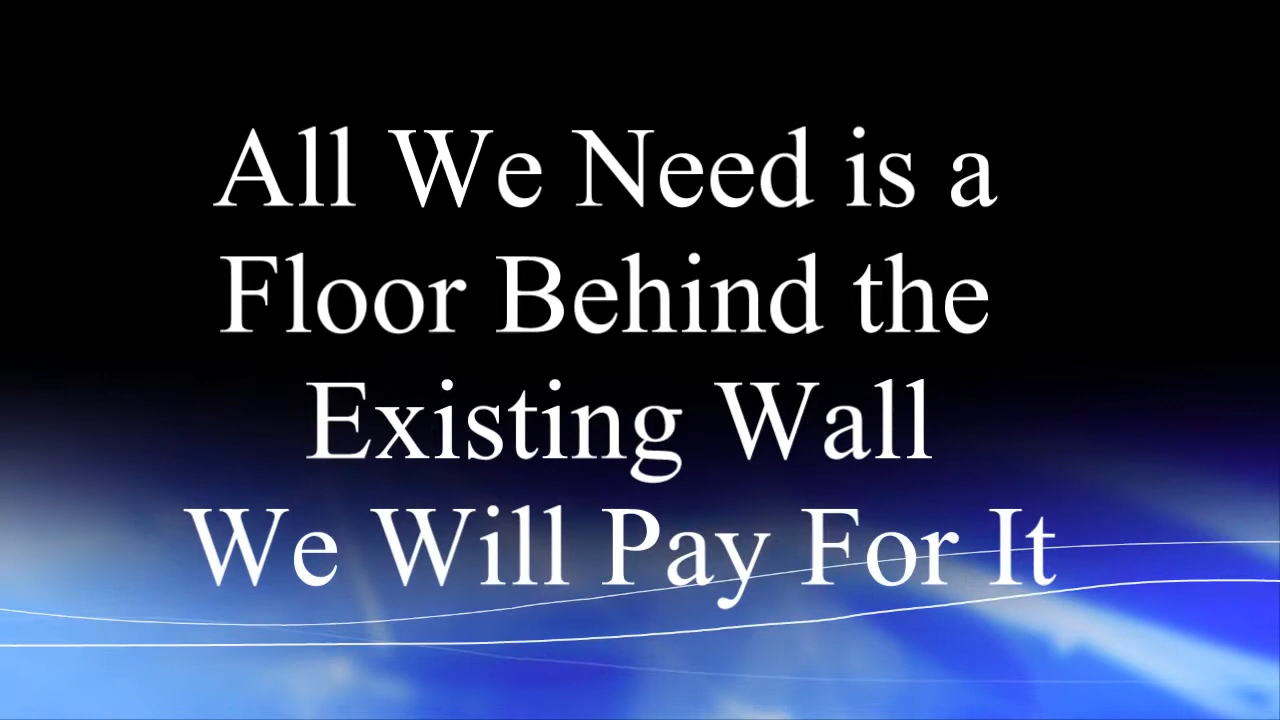 All We Need is a
Floor Behind the
Existing Wall
We Will Pay For It